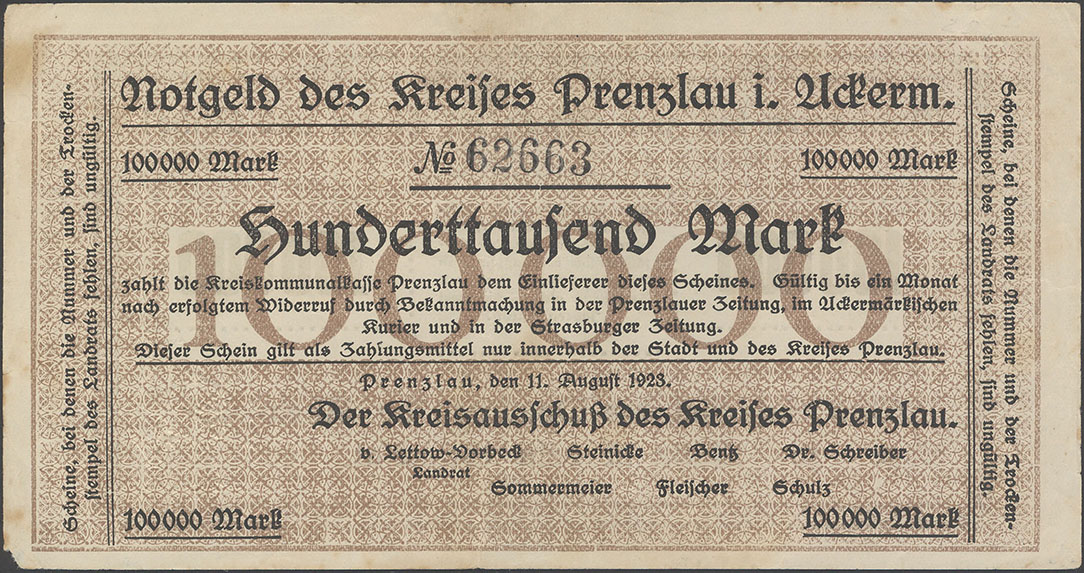 Notgeld des Kreises Prenzlau i. Uckerm.
100000 Mark
№ 62663
100000 Mark
100000
Hunderttausend Mark
zahlt die Kreiskommunalkasse Prenzlau dem Einlieferer dieses Scheines. Gültig bis ein Monat
nach erfolgtem Widerruf durch Bekanntmachung in der Prenzlauer Zeitung, im Uckermärkischen
Kurier und in der Strasburger Zeitung.
Dieser Schein gilt als Zahlungsmittel nur innerhalb der Stadt und des Kreises Prenzlau.
Prenzlau, den 11. August 1923.
Der Kreisausschuß des Kreises Prenzlau.
v. Lettow-Vorbeck Steinicke Bentz Dr. Schreiber
Landrat
Sommermeier Fleischer Schulz
100000 Mark
100000 Mark
Scheine, bei denen die Nummer und der Trocken-
stempel des Landrats fehlen, sind ungültig.
Scheine, bei denen die Nummer und der Trocken-
stempel des Landrats fehlen, sind ungültig.